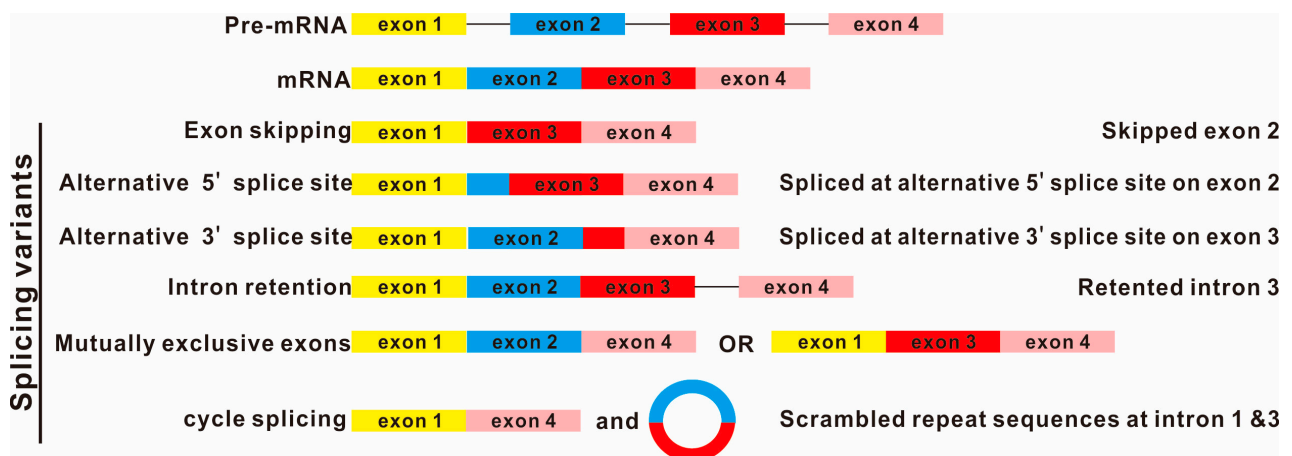 Pre-mRNA exon 1 exon 2 exon 3 exon 4
mRNA exon 1 exon 2 exon 3 exon 4
Splicing variants
Exon skipping exon 1 exon 3 exon 4 Skipped exon 2
Alternative 5' splice site exon 1 exon 3 exon 4 Spliced at alternative 5' splice site on exon 2
Alternative 3' splice site exon 1 exon 2 exon 4 Spliced at alternative 3' splice site on exon 3
Intron retention exon 1 exon 2 exon 3 exon 4 Retented intron 3
Mutually exclusive exons exon 1 exon 2 exon 4 OR exon 1 exon 3 exon 4
cycle splicing exon 1 exon 4 and Scrambled repeat sequences at intron 1 &3